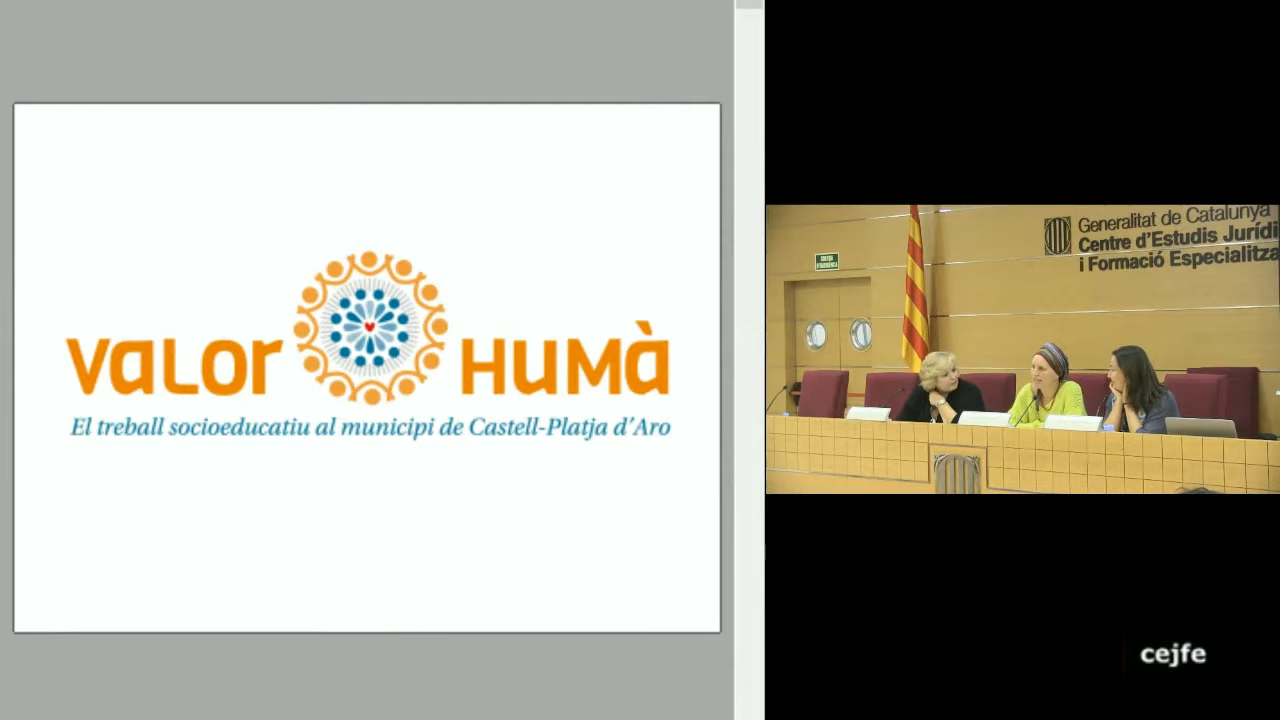 VaLor HuMà
El treball socioeducatiu al municipi de Castell-Platja d'Aro
Generalitat de Catalunya
Centre d'Estudis Jurídi
i Formació Especialitza
cejfe